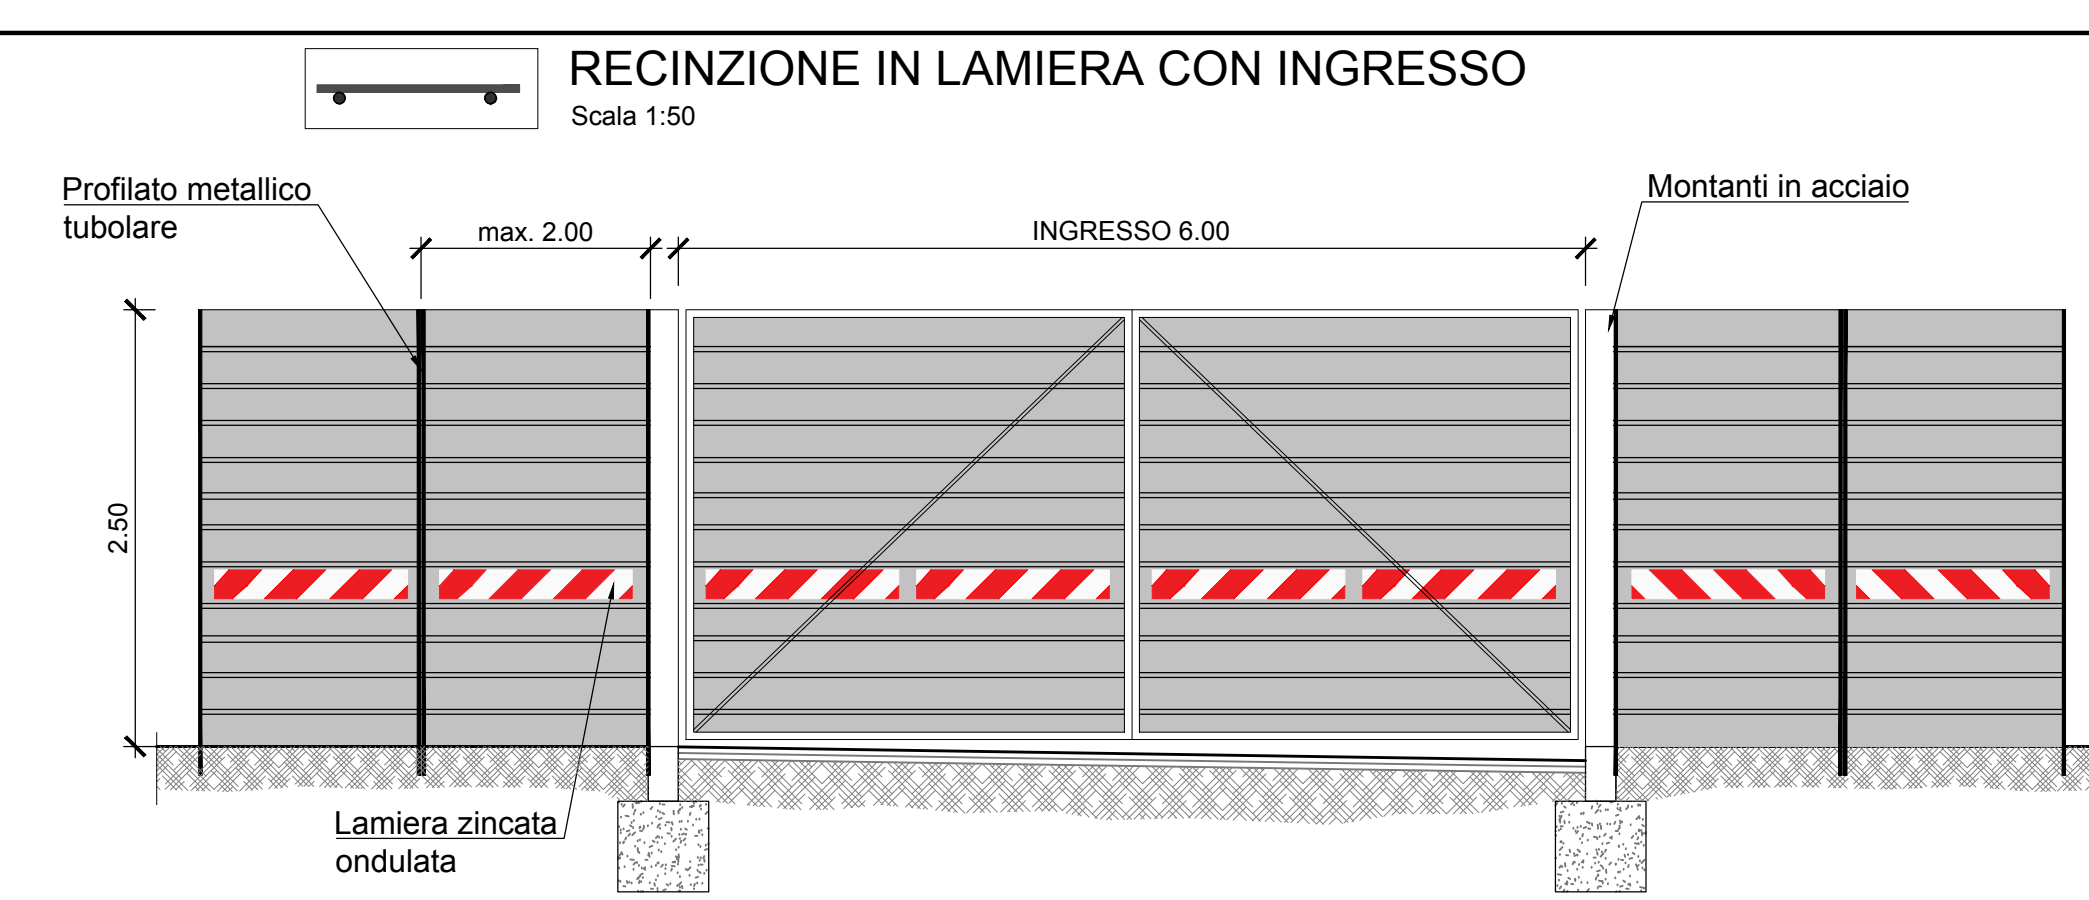 RECINZIONE IN LAMIERA CON INGRESSO
Scala 1:50
Profilato metallico
tubolare
max. 2.00
INGRESSO 6.00
Montanti in acciaio
2.50
Lamiera zincata
ondulata